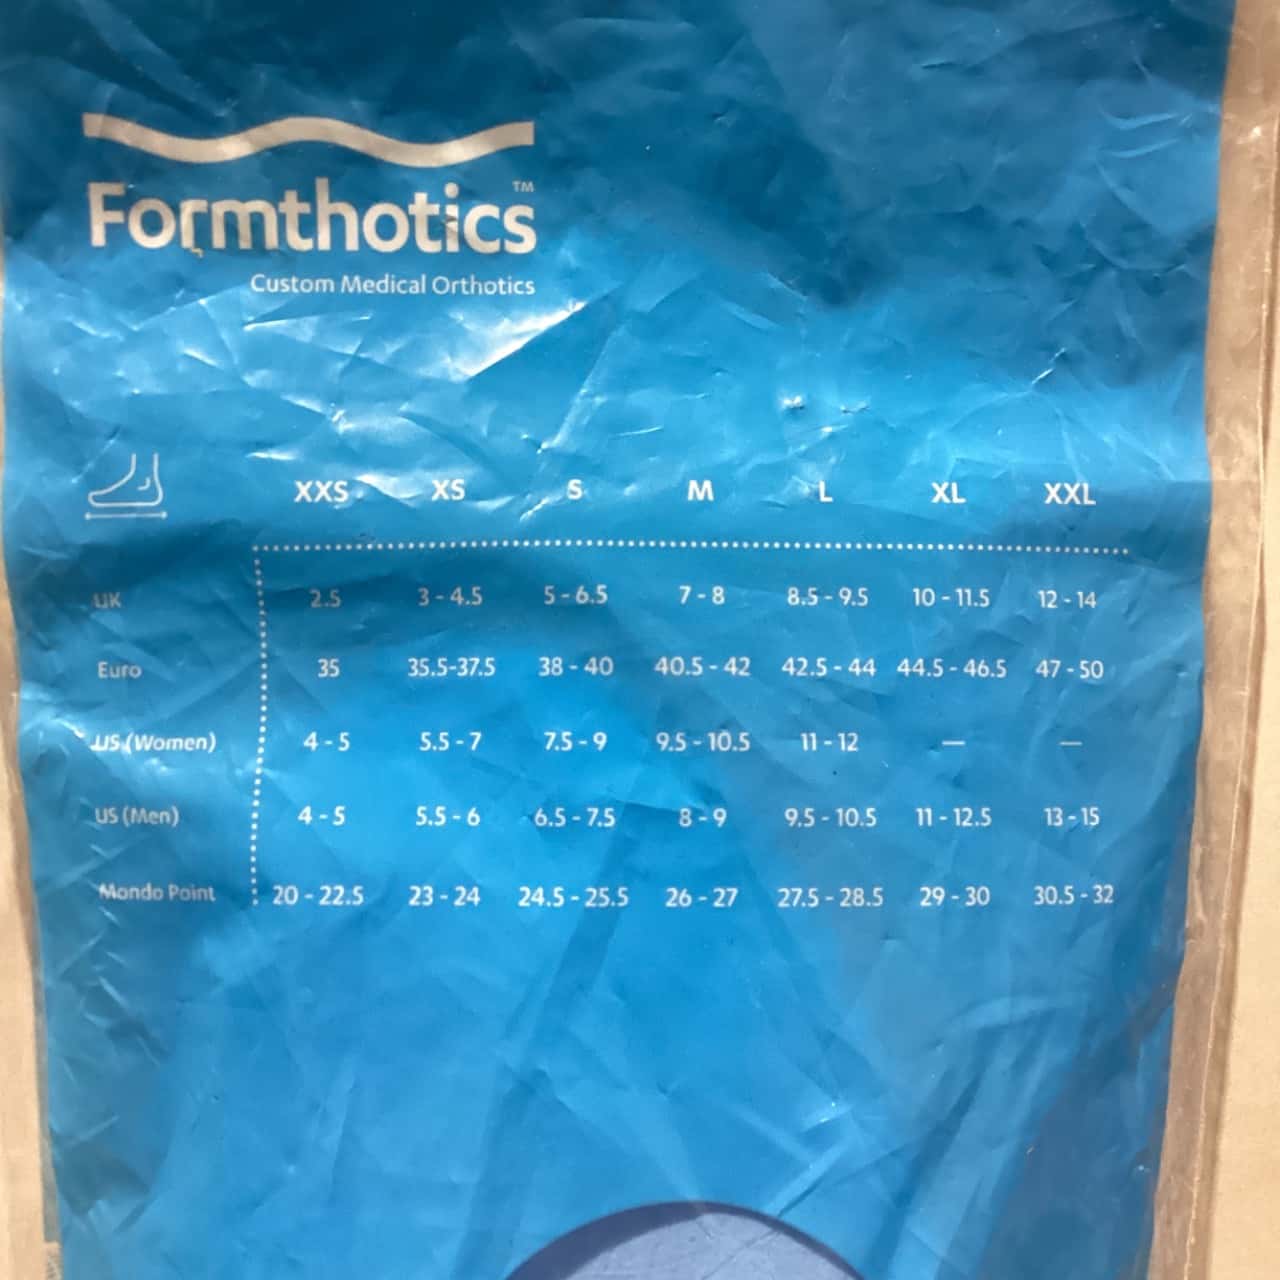 Formthotics™
Custom Medical Orthotics
XXS XS S M L XL XXL
UK 2.5 3 - 4.5 5 - 6.5 7 - 8 8.5 - 9.5 10 - 11.5 12 - 14
Euro 35 35.5-37.5 38 - 40 40.5 - 42 42.5 - 44 44.5 - 46.5 47 - 50
US (Women) 4 - 5 5.5 - 7 7.5 - 9 9.5 - 10.5 11 - 12 — —
US (Men) 4 - 5 5.5 - 6 6.5 - 7.5 8 - 9 9.5 - 10.5 11 - 12.5 13 - 15
Mondo Point 20 - 22.5 23 - 24 24.5 - 25.5 26 - 27 27.5 - 28.5 29 - 30 30.5 - 32